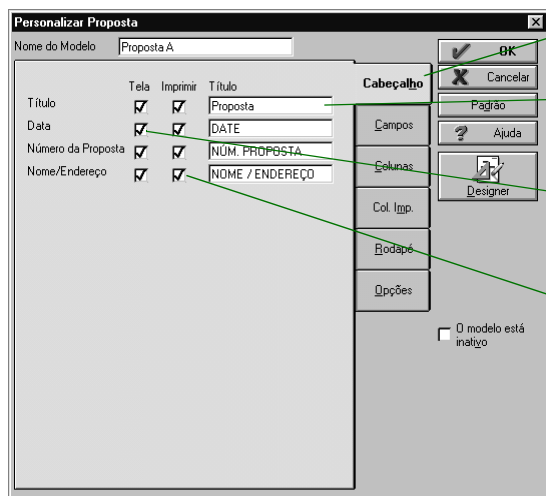 Personalizar Proposta
Nome do Modelo Proposta A
Tela Imprimir Título
Título Proposta
Data DATE
Número da Proposta NÚM. PROPOSTA
Nome/Endereço NOME / ENDEREÇO
Cabeçalho
Campos
Colunas
Col. Imp.
Rodapé
Opções
OK
Cancelar
Padrão
Ajuda
Designer
O modelo está
inativo